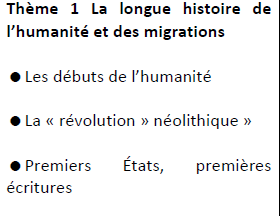 Thème 1 La longue histoire de
l’humanité et des migrations
●Les débuts de l’humanité
●La « révolution » néolithique »
●Premiers États, premières
écritures